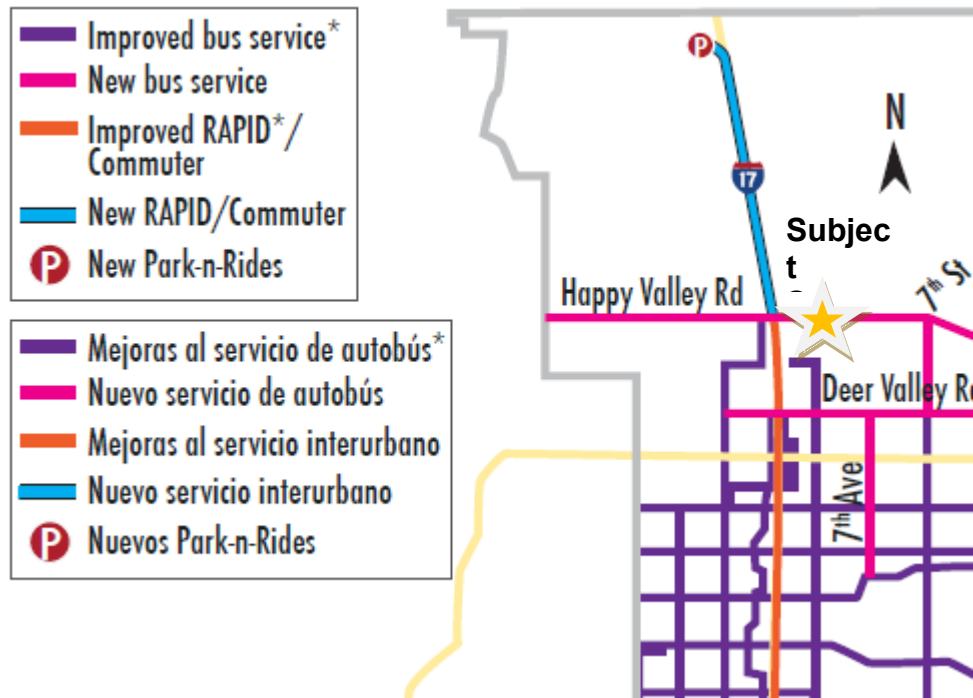 Improved bus service*
New bus service
Improved RAPID*/
Commuter
New RAPID/Commuter
P New Park-n-Rides
Mejoras al servicio de autobús*
Nuevo servicio de autobús
Mejoras al servicio interurbano
Nuevo servicio interurbano
P Nuevos Park-n-Rides
P
N
17
Subjec
t
Happy Valley Rd
7th St
Deer Valley Rd
7th Ave